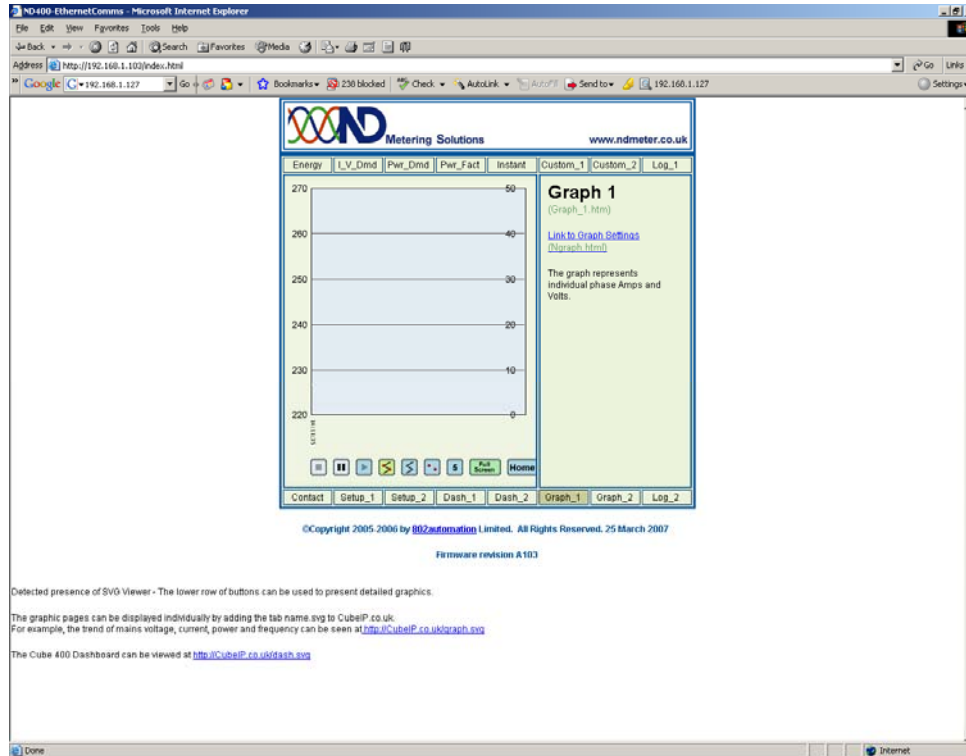 ND400-EthernetComms - Microsoft Internet Explorer
File Edit View Favorites Tools Help
Back Search Favorites Media
Address http://192.168.1.103/index.html Go Links
Google 192.168.1.127 Go Bookmarks 230 blocked Check AutoLink AutoFill Send to 192.168.1.127 Settings
ND Metering Solutions www.ndmeter.co.uk
Energy I_V_Dmd Pwr_Dmd Pwr_Fact Instant Custom_1 Custom_2 Log_1
270 50
260 40
250 30
240 20
230 10
220 0
Graph 1
(Graph_1.htm)
Link to Graph Settings
(Ngraph.html)
The graph represents
individual phase Amps and
Volts.
5 Full Screen Home
Contact Setup_1 Setup_2 Dash_1 Dash_2 Graph_1 Graph_2 Log_2
©Copyright 2005-2006 by 802automation Limited. All Rights Reserved. 25 March 2007
Firmware revision A103
Detected presence of SVG Viewer - The lower row of buttons can be used to present detailed graphics.
The graphic pages can be displayed individually by adding the tab name.svg to CubeIP.co.uk.
For example, the trend of mains voltage, current, power and frequency can be seen at http://CubeIP.co.uk/graph.svg
The Cube 400 Dashboard can be viewed at http://CubeIP.co.uk/dash.svg
Done Internet